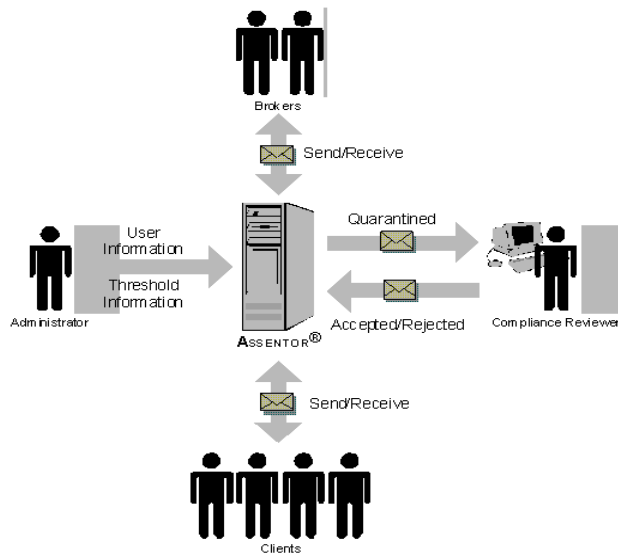 Brokers
Send/Receive
User
Information
Threshold
Information
Administrator
ASSENTOR®
Quarantined
Accepted/Rejected
Compliance Reviewer
Send/Receive
Clients